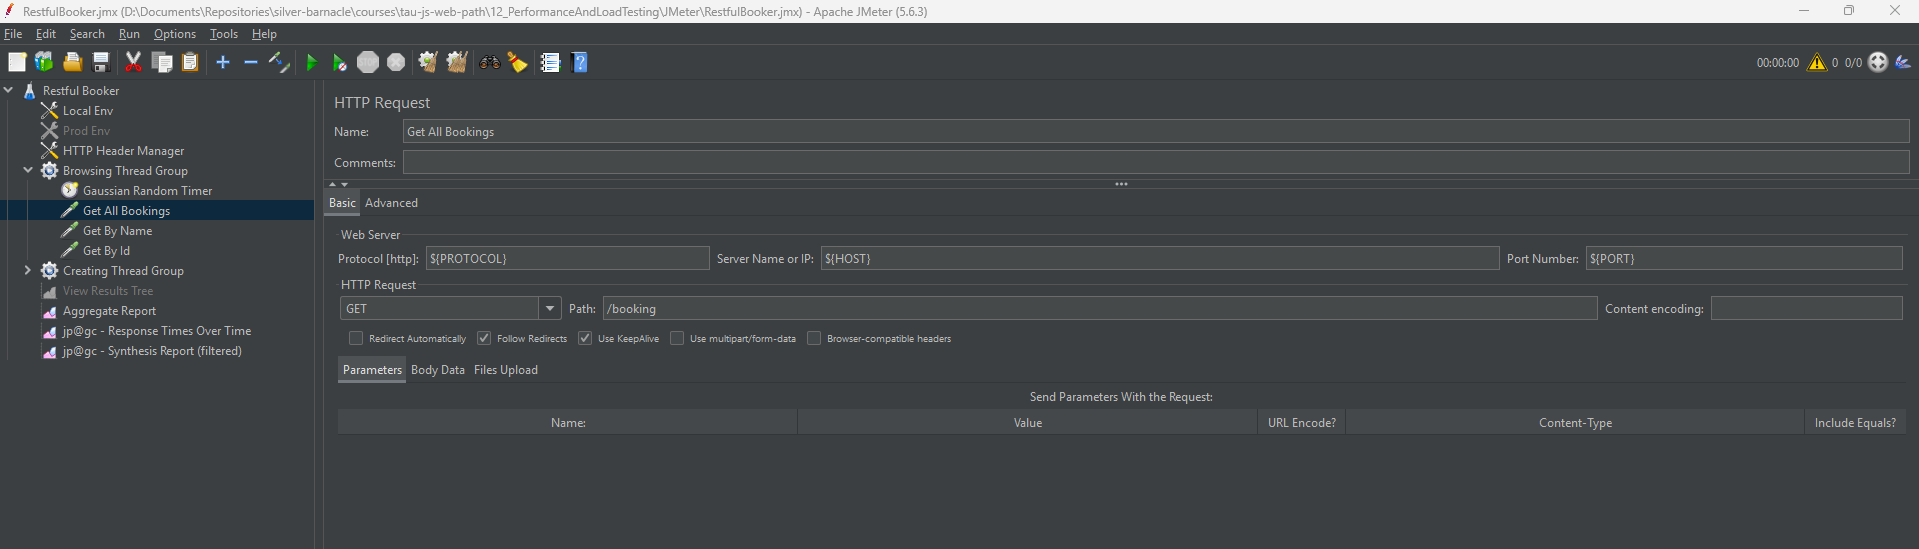 RestfulBooker.jmx (D:\Documents\Repositories\silver-barnacle\courses\tau-js-web-path\12_PerformanceAndLoadTesting\JMeter\RestfulBooker.jmx) - Apache JMeter (5.6.3)
File Edit Search Run Options Tools Help
STOP
00:00:00 0 0/0
Restful Booker
Local Env
Prod Env
HTTP Header Manager
Browsing Thread Group
Gaussian Random Timer
Get All Bookings
Get By Name
Get By Id
Creating Thread Group
View Results Tree
Aggregate Report
jp@gc - Response Times Over Time
jp@gc - Synthesis Report (filtered)
HTTP Request
Name: Get All Bookings
Comments:
Basic Advanced
Web Server
Protocol [http]: ${PROTOCOL} Server Name or IP: ${HOST} Port Number: ${PORT}
HTTP Request
GET Path: /booking Content encoding:
Redirect Automatically Follow Redirects Use KeepAlive Use multipart/form-data Browser-compatible headers
Parameters Body Data Files Upload
Send Parameters With the Request:
Name: Value URL Encode? Content-Type Include Equals?